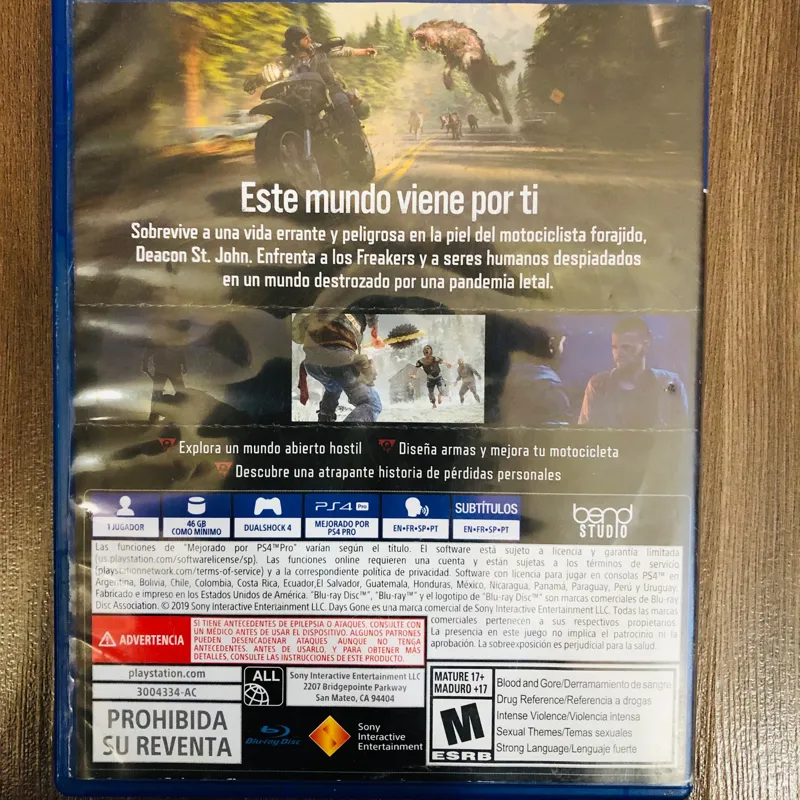 Este mundo viene por ti
Sobrevive a una vida errante y peligrosa en la piel del motociclista forajido,
Deacon St. John. Enfrenta a los Freakers y a seres humanos despiadados
en un mundo destrozado por una pandemia letal.
Explora un mundo abierto hostil
Diseña armas y mejora tu motocicleta
Descubre una atrapante historia de pérdidas personales
1 JUGADOR
46 GB
COMO MÍNIMO
DUALSHOCK 4
PS4 Pro
MEJORADO POR
PS4 PRO
EN•FR•SP•PT
SUBTÍTULOS
EN•FR•SP•PT
bend
STUDIO
Las funciones de "Mejorado por PS4™Pro" varían según el título. El software está sujeto a licencia y garantía limitada
(us.playstation.com/softwarelicense/sp). Las funciones online requieren una cuenta y están sujetas a los términos de servicio
(playstationnetwork.com/terms-of-service) y a la correspondiente política de privacidad. Software con licencia para jugar en consolas PS4™ en
Argentina, Bolivia, Chile, Colombia, Costa Rica, Ecuador,El Salvador, Guatemala, Honduras, México, Nicaragua, Panamá, Paraguay, Perú y Uruguay.
Fabricado e impreso en los Estados Unidos de América. "Blu-ray Disc™", "Blu-ray™" y el logotipo de "Blu-ray Disc™" son marcas comerciales de Blu-ray
Disc Association. © 2019 Sony Interactive Entertainment LLC. Days Gone es una marca comercial de Sony Interactive Entertainment LLC. Todas las marcas
comerciales pertenecen a sus respectivos propietarios.
La presencia en este juego no implica el patrocinio ni la
aprobación. La sobreexposición es perjudicial para la salud.
ADVERTENCIA
SI TIENE ANTECEDENTES DE EPILEPSIA O ATAQUES. CONSULTE CON
UN MÉDICO ANTES DE USAR EL DISPOSITIVO. ALGUNOS PATRONES
PUEDEN DESENCADENAR ATAQUES AUNQUE NO TENGA
ANTECEDENTES. ANTES DE USARLO, Y PARA OBTENER MÁS
DETALLES, CONSULTE LAS INSTRUCCIONES DE ESTE PRODUCTO.
playstation.com
3004334-AC
PROHIBIDA
SU REVENTA
ALL
Sony Interactive Entertainment LLC
2207 Bridgepointe Parkway
San Mateo, CA 94404
Blu-ray Disc
Sony
Interactive
Entertainment
MATURE 17+
MADURO +17
M
ESRB
Blood and Gore/Derramamiento de sangre
Drug Reference/Referencia a drogas
Intense Violence/Violencia intensa
Sexual Themes/Temas sexuales
Strong Language/Lenguaje fuerte